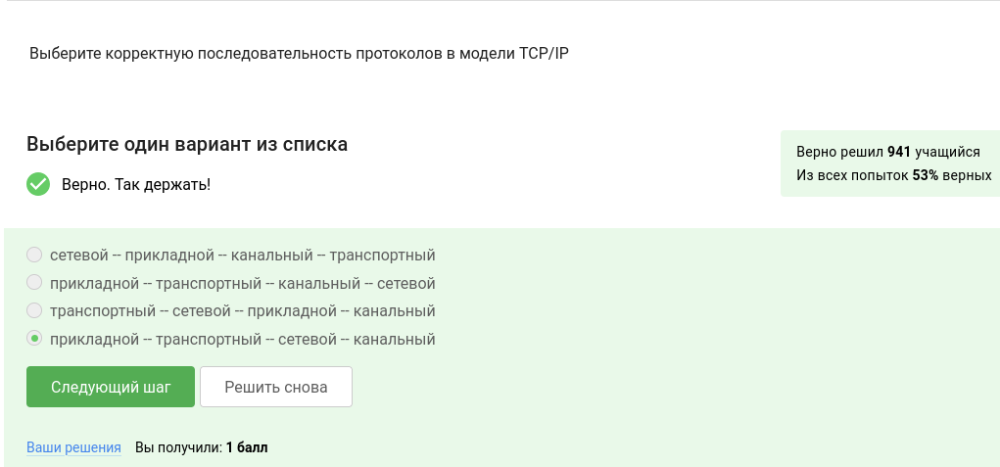 Выберите корректную последовательность протоколов в модели TCP/IP
Выберите один вариант из списка
Верно. Так держать!
Верно решил 941 учащийся
Из всех попыток 53% верных
сетевой -- прикладной -- канальный -- транспортный
прикладной -- транспортный -- канальный -- сетевой
транспортный -- сетевой -- прикладной -- канальный
прикладной -- транспортный -- сетевой -- канальный
Следующий шаг
Решить снова
Ваши решения Вы получили: 1 балл